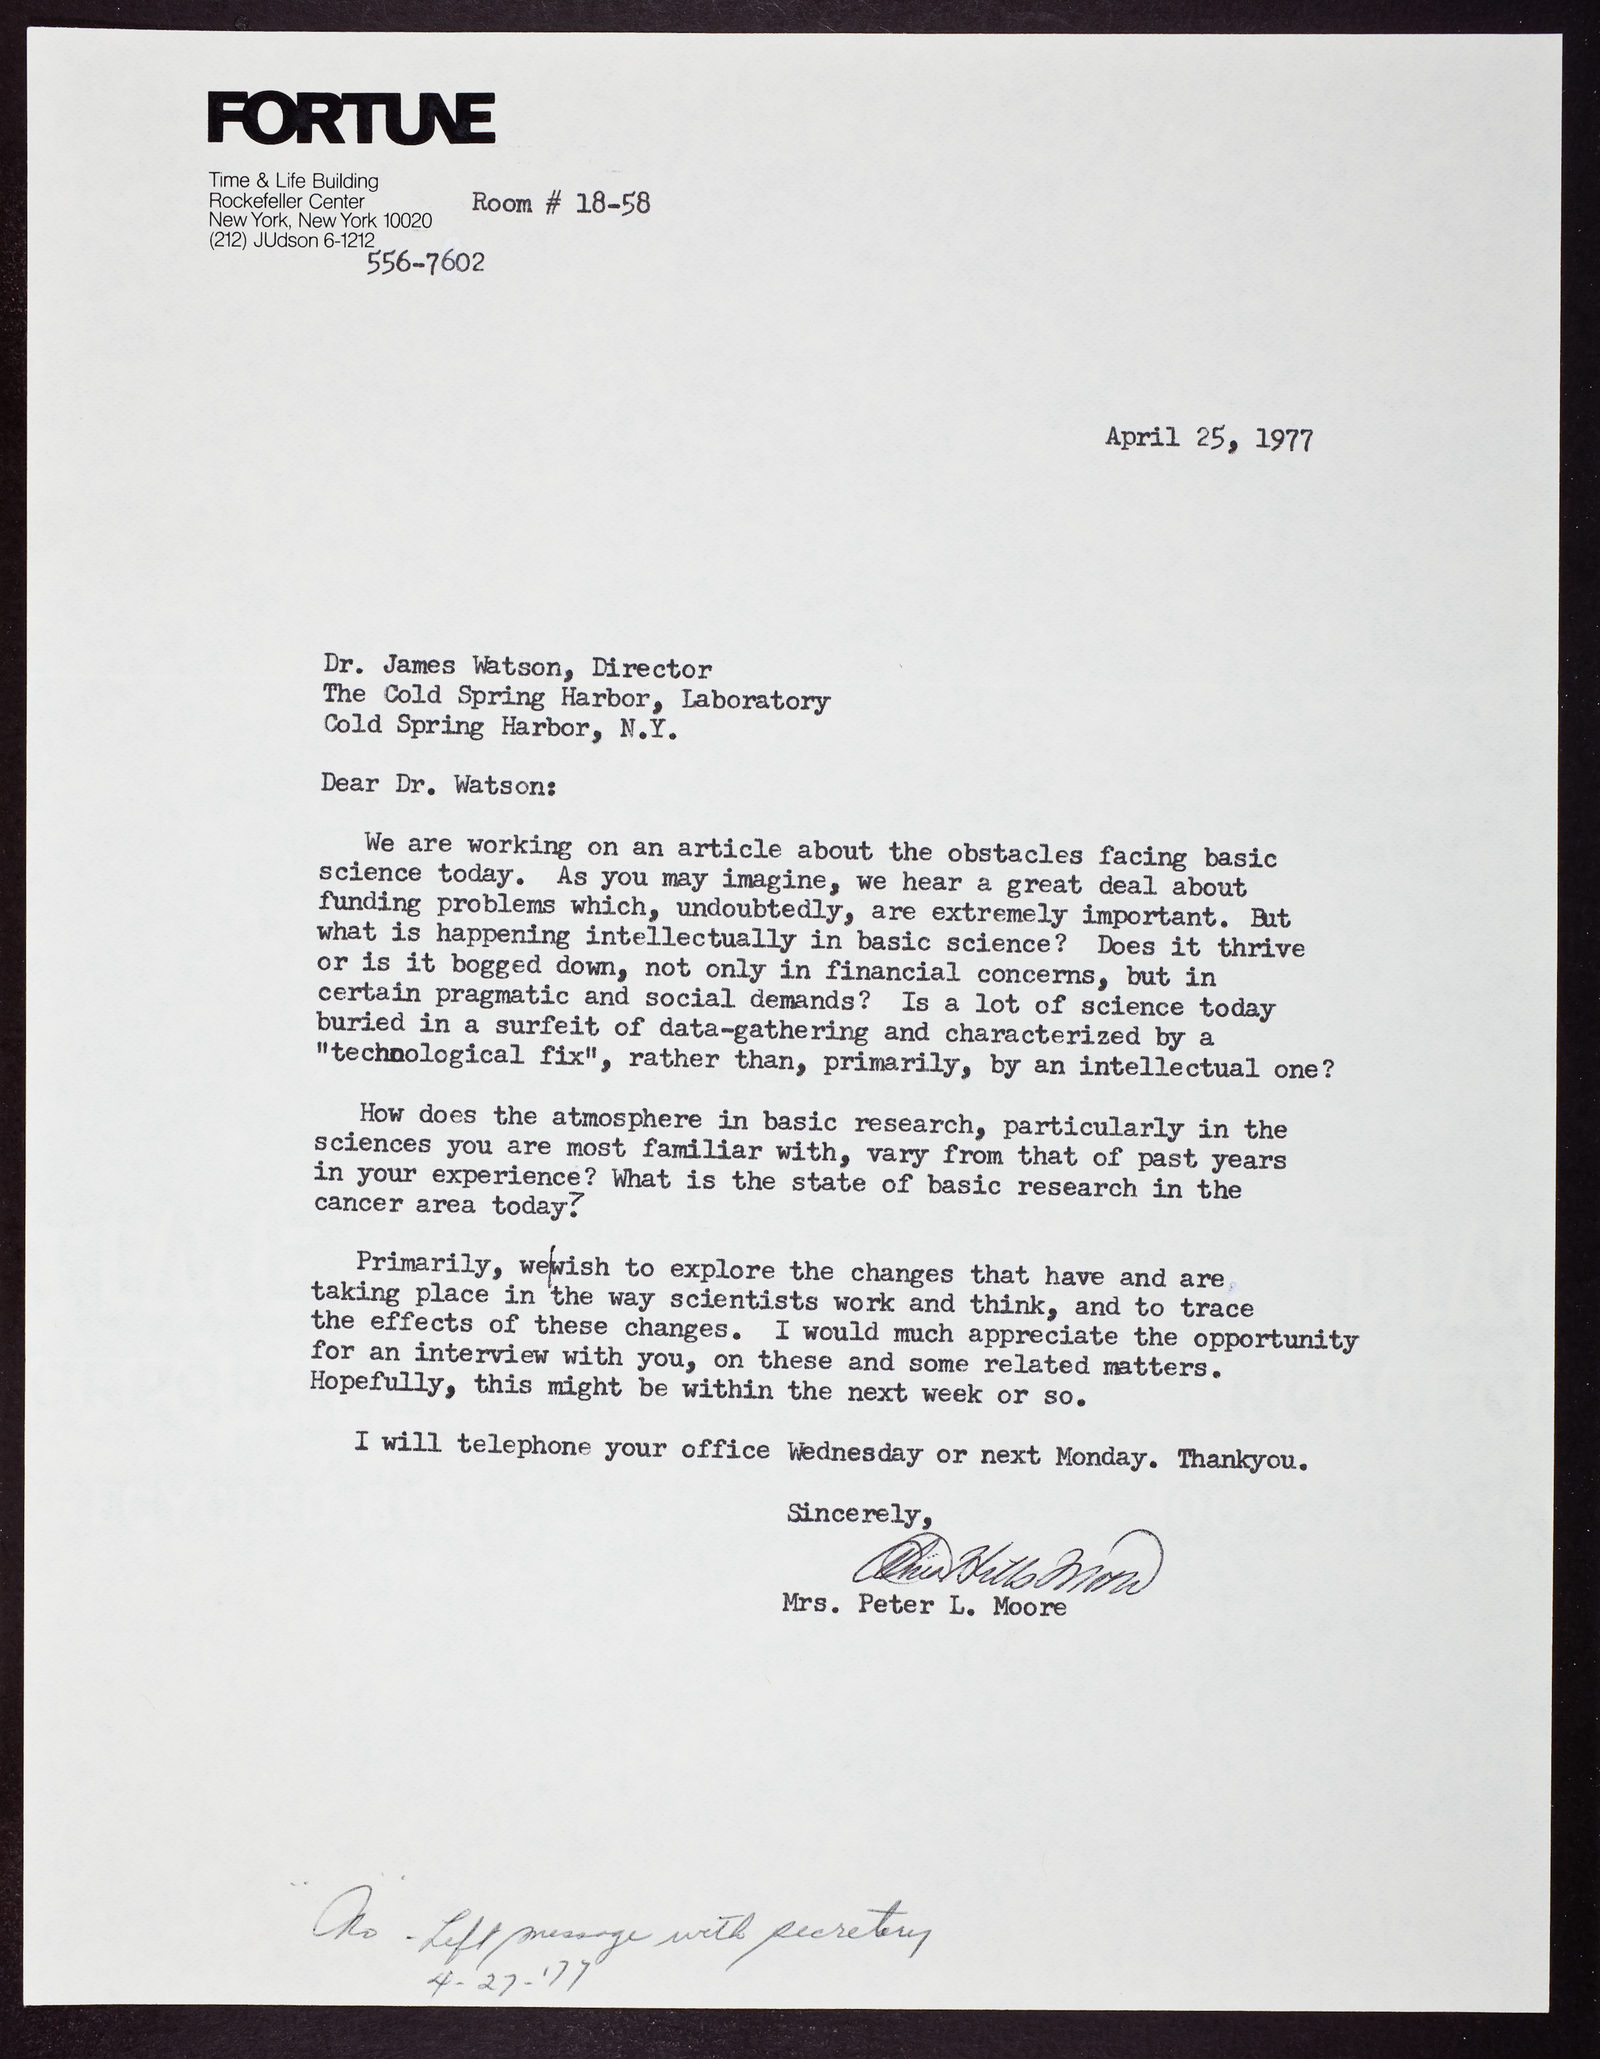 FORTUNE
Time & Life Building
Rockefeller Center
New York, New York 10020
(212) JUdson 6-1212
Room # 18-58
556-7602
April 25, 1977
Dr. James Watson, Director
The Cold Spring Harbor, Laboratory
Cold Spring Harbor, N.Y.
Dear Dr. Watson:
We are working on an article about the obstacles facing basic
science today. As you may imagine, we hear a great deal about
funding problems which, undoubtedly, are extremely important. But
what is happening intellectually in basic science? Does it thrive
or is it bogged down, not only in financial concerns, but in
certain pragmatic and social demands? Is a lot of science today
buried in a surfeit of data-gathering and characterized by a
"technological fix", rather than, primarily, by an intellectual one?
How does the atmosphere in basic research, particularly in the
sciences you are most familiar with, vary from that of past years
in your experience? What is the state of basic research in the
cancer area today?
Primarily, we/wish to explore the changes that have and are
taking place in the way scientists work and think, and to trace
the effects of these changes. I would much appreciate the opportunity
for an interview with you, on these and some related matters.
Hopefully, this might be within the next week or so.
I will telephone your office Wednesday or next Monday. Thankyou.
Sincerely,
Moore
Mrs. Peter L. Moore
"No" - Left message with secretary
4-27-'77